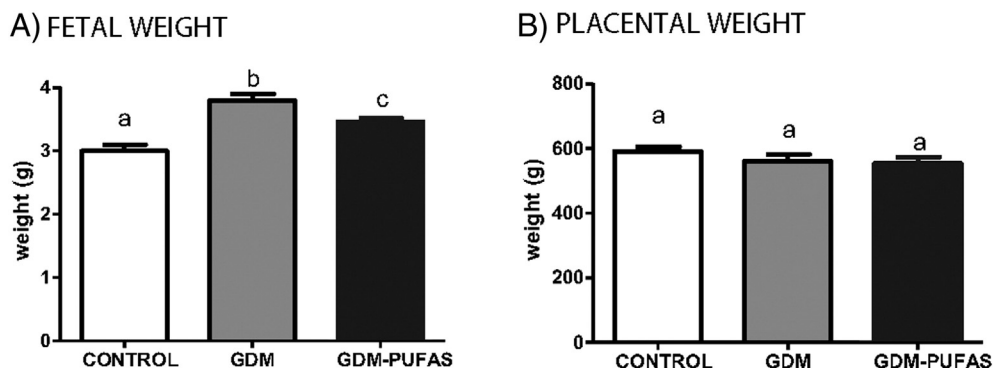 A) FETAL WEIGHT
weight (g)
4
3
2
1
0
a
b
c
CONTROL
GDM
GDM-PUFAS
B) PLACENTAL WEIGHT
weight (g)
800
600
400
200
0
a
a
a
CONTROL
GDM
GDM-PUFAS